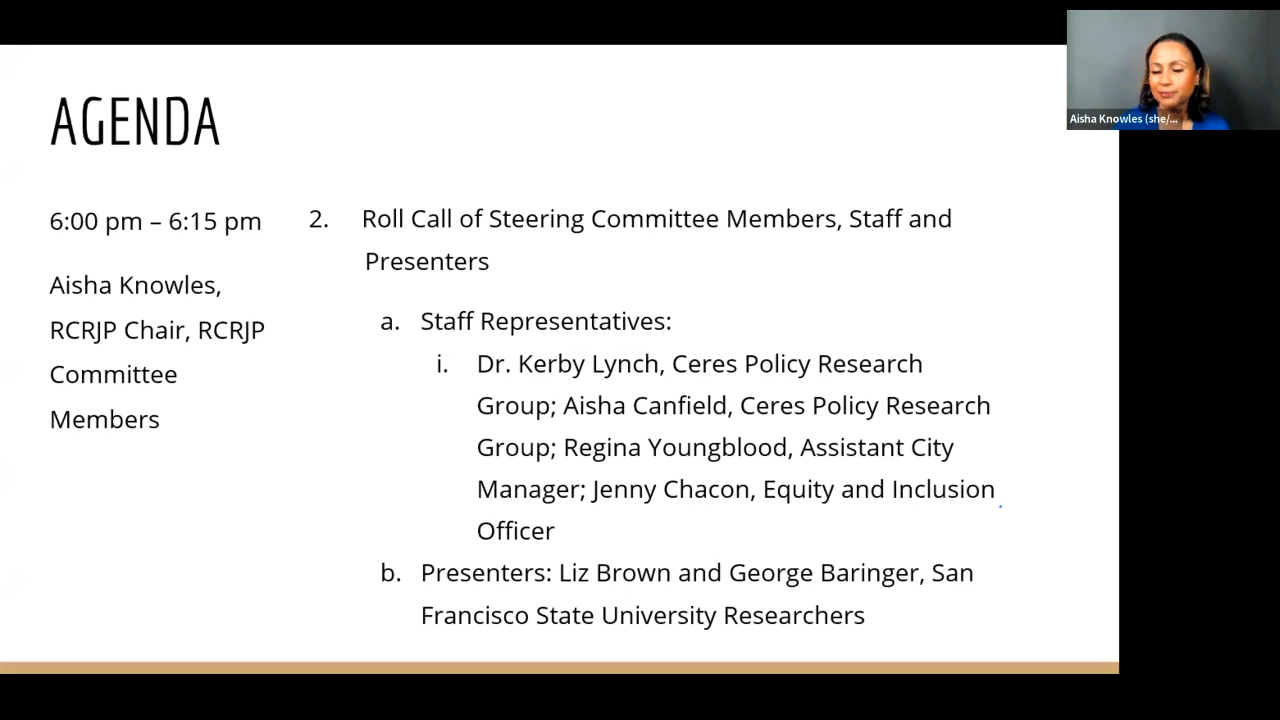 AGENDA
6:00 pm – 6:15 pm
Aisha Knowles,
RCRJP Chair, RCRJP
Committee
Members
2. Roll Call of Steering Committee Members, Staff and
Presenters
a. Staff Representatives:
i. Dr. Kerby Lynch, Ceres Policy Research
Group; Aisha Canfield, Ceres Policy Research
Group; Regina Youngblood, Assistant City
Manager; Jenny Chacon, Equity and Inclusion
Officer
b. Presenters: Liz Brown and George Baringer, San
Francisco State University Researchers
Aisha Knowles (she/...